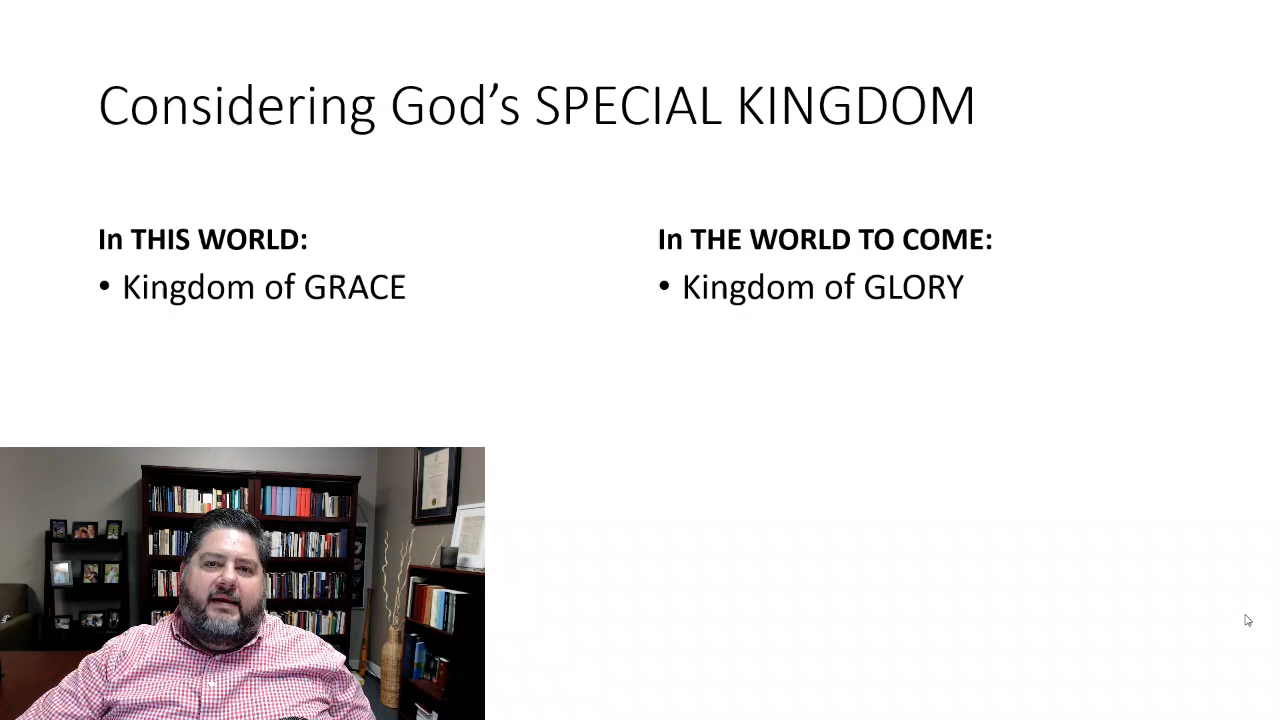 Considering God’s SPECIAL KINGDOM
In THIS WORLD:
• Kingdom of GRACE
In THE WORLD TO COME:
• Kingdom of GLORY